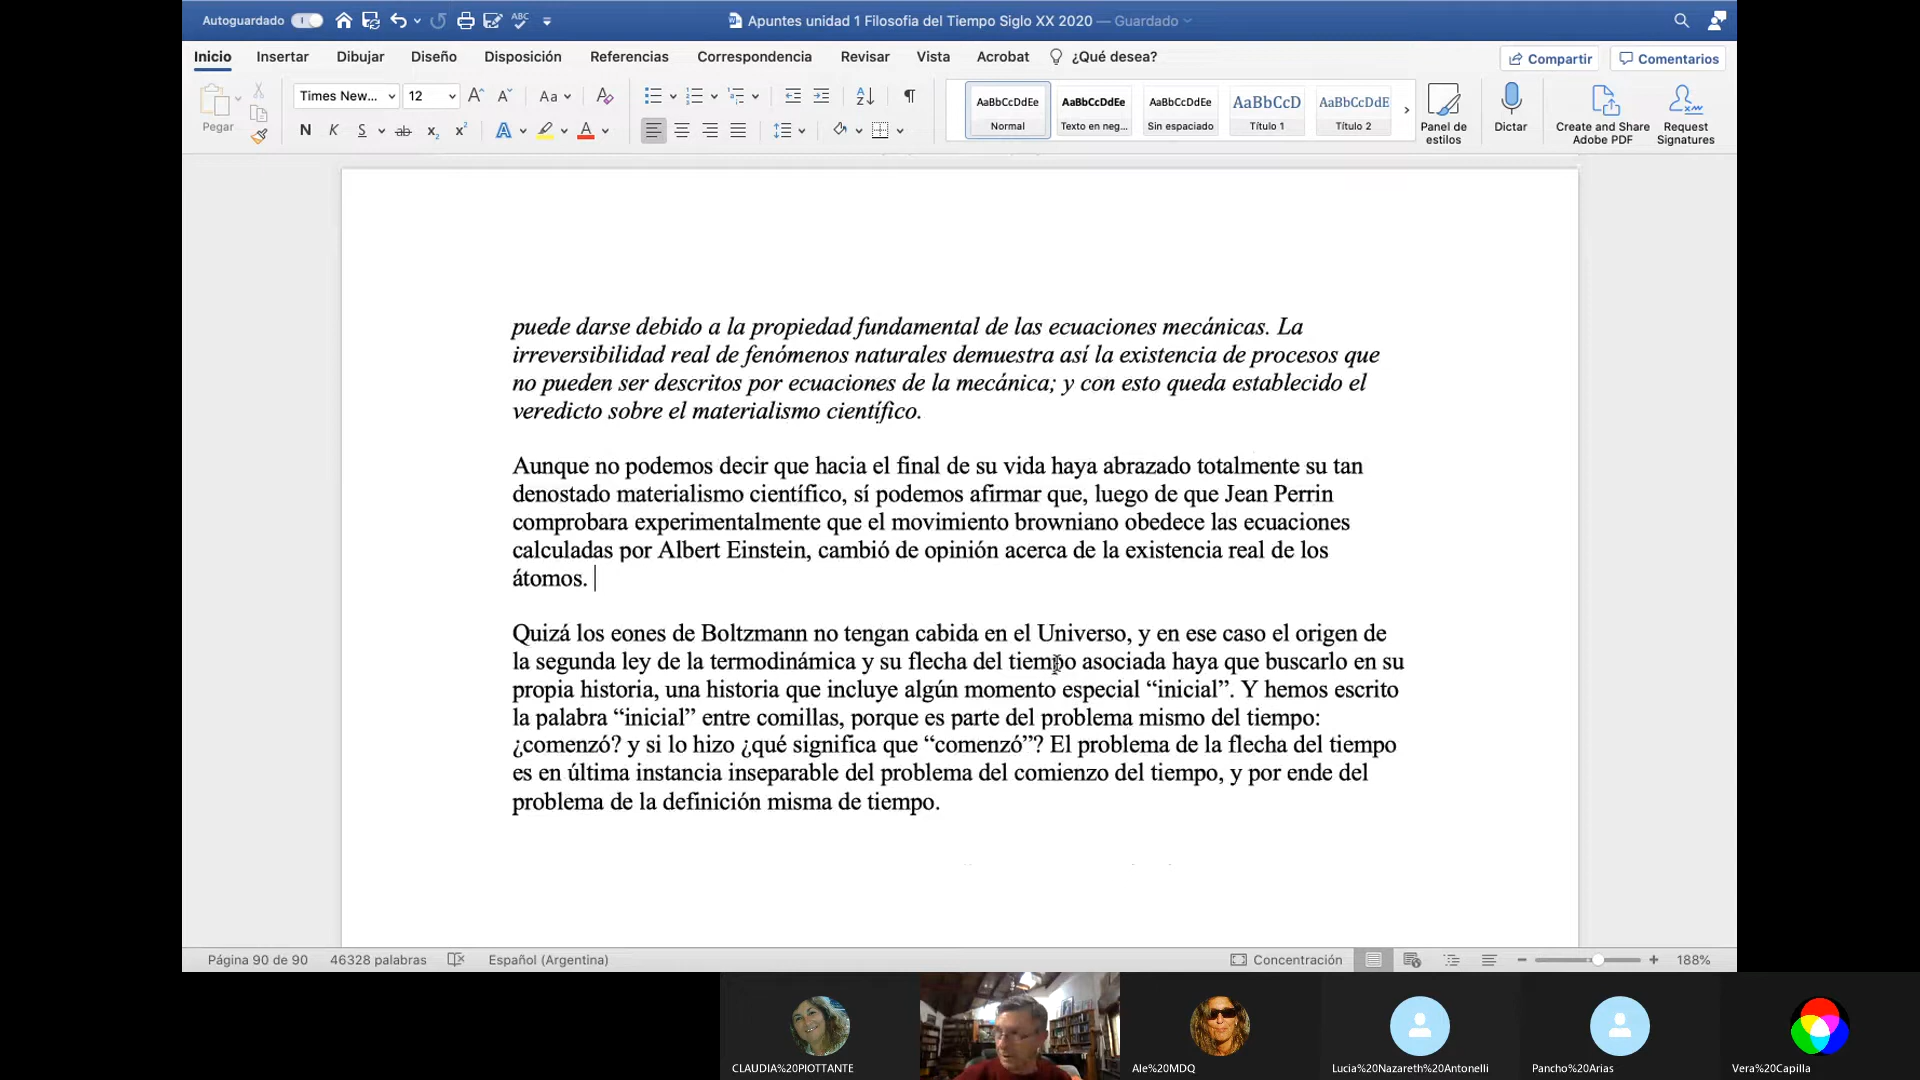 Autoguardado
Apuntes unidad 1 Filosofia del Tiempo Siglo XX 2020 — Guardado
Inicio Insertar Dibujar Diseño Disposición Referencias Correspondencia Revisar Vista Acrobat ¿Qué desea? Compartir Comentarios
Pegar
Times New... 12
N K S ab x₂ x²
AaBbCcDdEe Normal
AaBbCcDdEe Texto en neg...
AaBbCcDdEe Sin espaciado
AaBbCcD Título 1
AaBbCcDdE Título 2
Panel de estilos
Dictar
Create and Share Adobe PDF
Request Signatures
puede darse debido a la propiedad fundamental de las ecuaciones mecánicas. La
irreversibilidad real de fenómenos naturales demuestra así la existencia de procesos que
no pueden ser descritos por ecuaciones de la mecánica; y con esto queda establecido el
veredicto sobre el materialismo científico.
Aunque no podemos decir que hacia el final de su vida haya abrazado totalmente su tan
denostado materialismo científico, sí podemos afirmar que, luego de que Jean Perrin
comprobara experimentalmente que el movimiento browniano obedece las ecuaciones
calculadas por Albert Einstein, cambió de opinión acerca de la existencia real de los
átomos.
Quizá los eones de Boltzmann no tengan cabida en el Universo, y en ese caso el origen de
la segunda ley de la termodinámica y su flecha del tiempo asociada haya que buscarlo en su
propia historia, una historia que incluye algún momento especial “inicial”. Y hemos escrito
la palabra “inicial” entre comillas, porque es parte del problema mismo del tiempo:
¿comenzó? y si lo hizo ¿qué significa que “comenzó”? El problema de la flecha del tiempo
es en última instancia inseparable del problema del comienzo del tiempo, y por ende del
problema de la definición misma de tiempo.
Página 90 de 90 46328 palabras Español (Argentina) Concentración 188%
CLAUDIA%20PIOTTANTE Ale%20MDQ Lucia%20Nazareth%20Antonelli Pancho%20Arias Vera%20Capilla